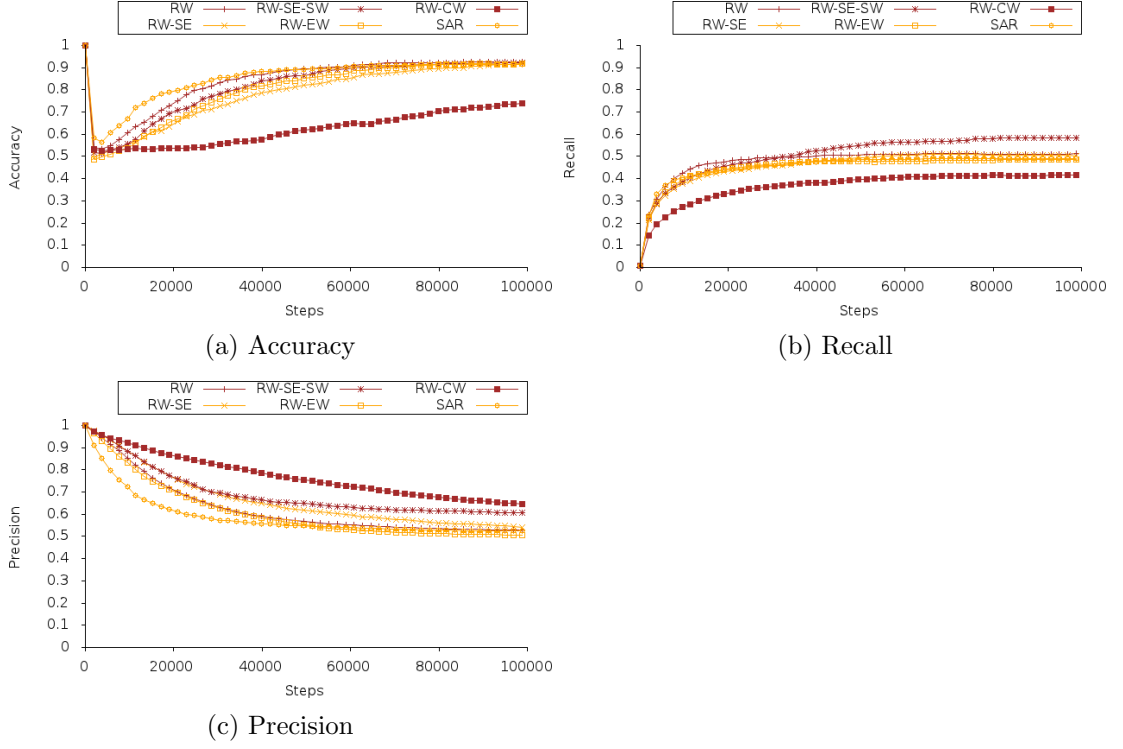 RW RW-SE-SW RW-CW
RW-SE RW-EW SAR
1
0.9
0.8
0.7
0.6
0.5
0.4
0.3
0.2
0.1
0
Accuracy
0 20000 40000 60000 80000 100000
Steps
(a) Accuracy
RW RW-SE-SW RW-CW
RW-SE RW-EW SAR
1
0.9
0.8
0.7
0.6
0.5
0.4
0.3
0.2
0.1
0
Recall
0 20000 40000 60000 80000 100000
Steps
(b) Recall
RW RW-SE-SW RW-CW
RW-SE RW-EW SAR
1
0.9
0.8
0.7
0.6
0.5
0.4
0.3
0.2
0.1
0
Precision
0 20000 40000 60000 80000 100000
Steps
(c) Precision